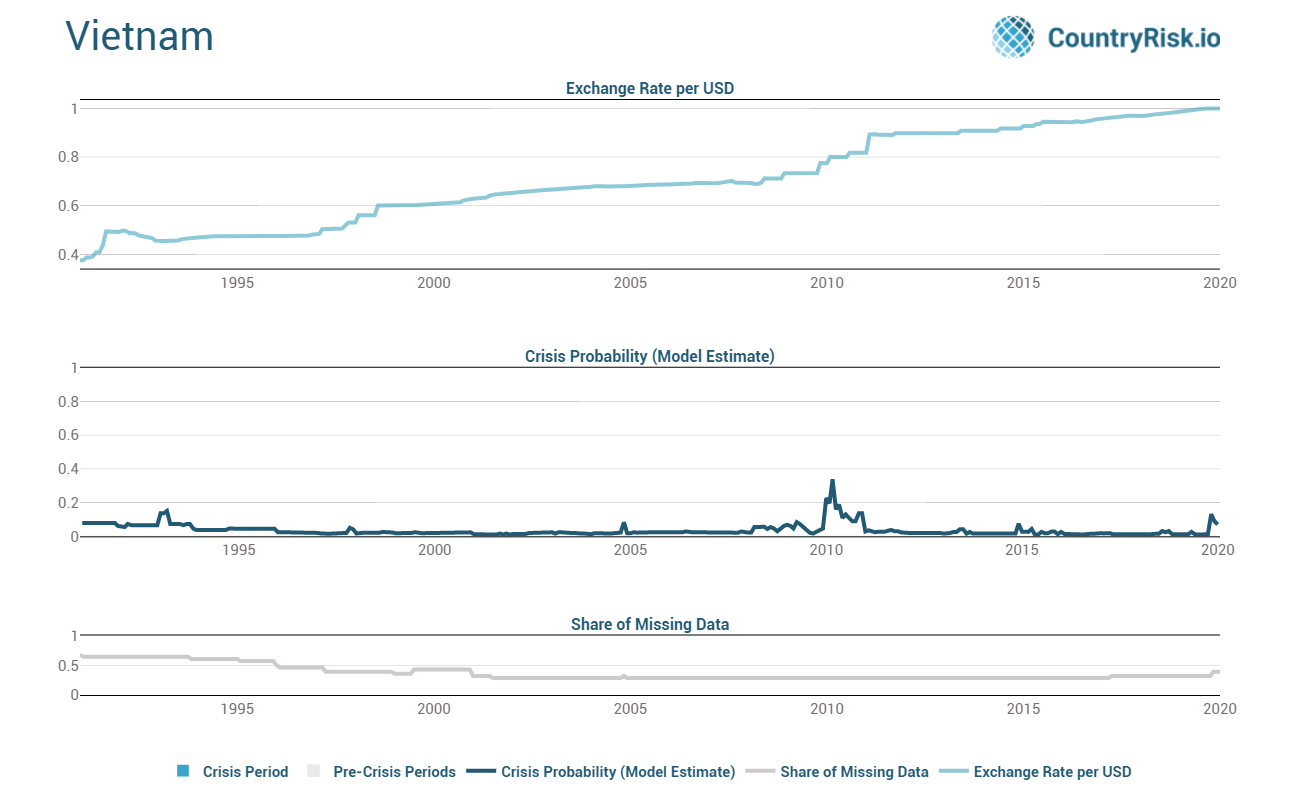 Vietnam
CountryRisk.io
Exchange Rate per USD
1
0.8
0.6
0.4
1995 2000 2005 2010 2015 2020
Crisis Probability (Model Estimate)
1
0.8
0.6
0.4
0.2
0
1995 2000 2005 2010 2015 2020
Share of Missing Data
1
0.5
0
1995 2000 2005 2010 2015 2020
Crisis Period Pre-Crisis Periods Crisis Probability (Model Estimate) Share of Missing Data Exchange Rate per USD